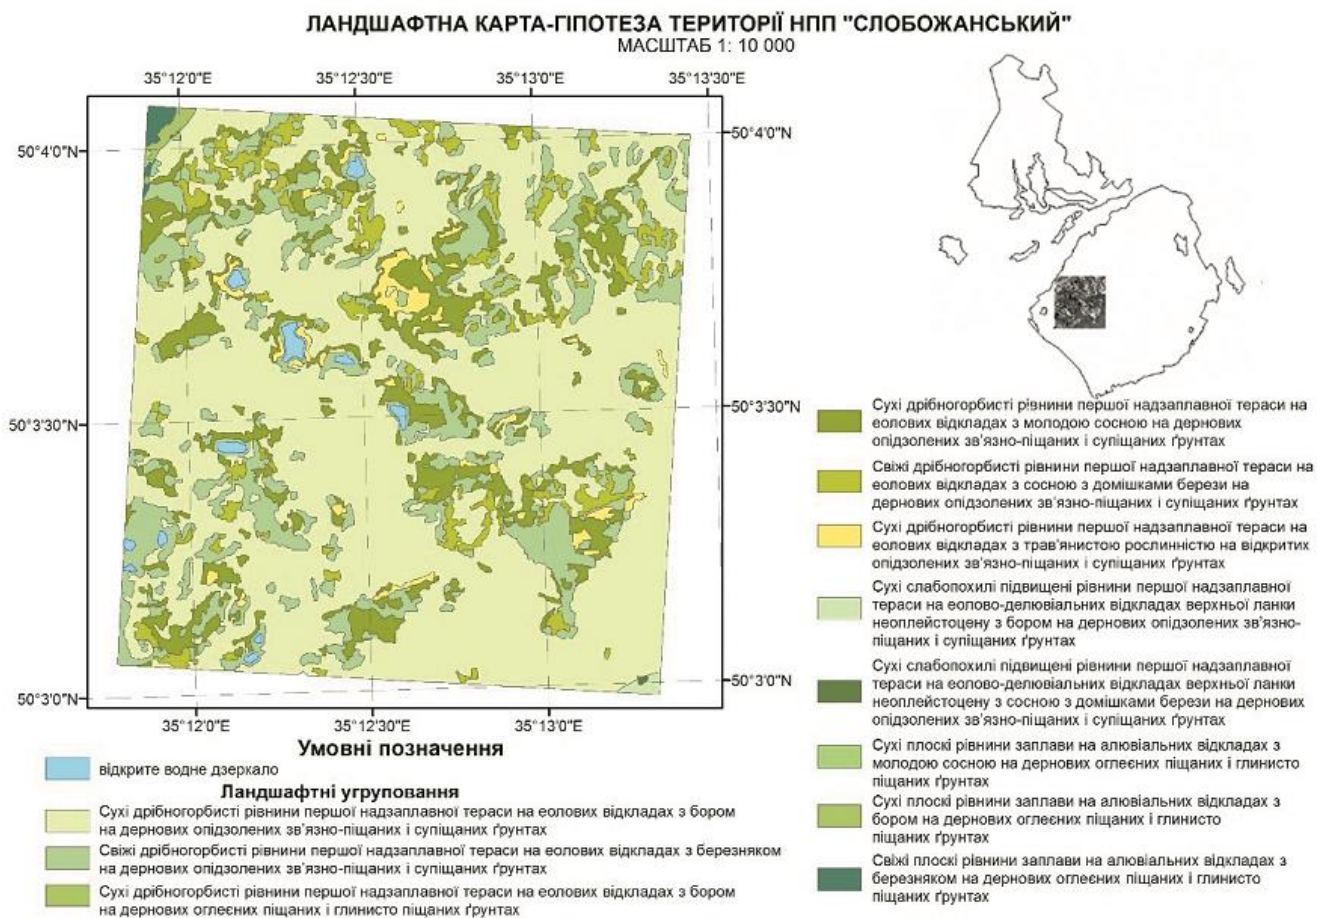 ЛАНДШАФТНА КАРТА-ГІПОТЕЗА ТЕРИТОРІЇ НПП "СЛОБОЖАНСЬКИЙ"
МАСШТАБ 1: 10 000
35°12'0"E
35°12'30"E
35°13'0"E
35°13'30"E
50°4'0"N
50°4'0"N
50°3'30"N
50°3'30"N
50°3'0"N
50°3'0"N
35°12'0"E
35°12'30"E
35°13'0"E
Умовні позначення
відкрите водне дзеркало
Ландшафтні угруповання
Сухі дрібногорбисті рівнини першої надзаплавної тераси на еолових відкладах з бором
на дернових опідзолених зв'язно-піщаних і супіщаних ґрунтах
Свіжі дрібногорбисті рівнини першої надзаплавної тераси на еолових відкладах з березняком
на дернових опідзолених зв'язно-піщаних і супіщаних ґрунтах
Сухі дрібногорбисті рівнини першої надзаплавної тераси на еолових відкладах з бором
на дернових оглеєних піщаних і глинисто піщаних ґрунтах
Сухі дрібногорбисті рівнини першої надзаплавної тераси на
еолових відкладах з молодою сосною на дернових
опідзолених зв'язно-піщаних і супіщаних ґрунтах
Свіжі дрібногорбисті рівнини першої надзаплавної тераси на
еолових відкладах з сосною з домішками берези на
дернових опідзолених зв'язно-піщаних і супіщаних ґрунтах
Сухі дрібногорбисті рівнини першої надзаплавної тераси на
еолових відкладах з трав'янистою рослинністю на відкритих
опідзолених зв'язно-піщаних і супіщаних ґрунтах
Сухі слабопохилі підвищені рівнини першої надзаплавної
тераси на еолово-делювіальних відкладах верхньої ланки
неоплейстоцену з бором на дернових опідзолених зв'язно-
піщаних і супіщаних ґрунтах
Сухі слабопохилі підвищені рівнини першої надзаплавної
тераси на еолово-делювіальних відкладах верхньої ланки
неоплейстоцену з сосною з домішками берези на дернових
опідзолених зв'язно-піщаних і супіщаних ґрунтах
Сухі плоскі рівнини заплави на алювіальних відкладах з
молодою сосною на дернових оглеєних піщаних і глинисто
піщаних ґрунтах
Сухі плоскі рівнини заплави на алювіальних відкладах з
бором на дернових оглеєних піщаних і глинисто
піщаних ґрунтах
Свіжі плоскі рівнини заплави на алювіальних відкладах з
березняком на дернових оглеєних піщаних і глинисто
піщаних ґрунтах